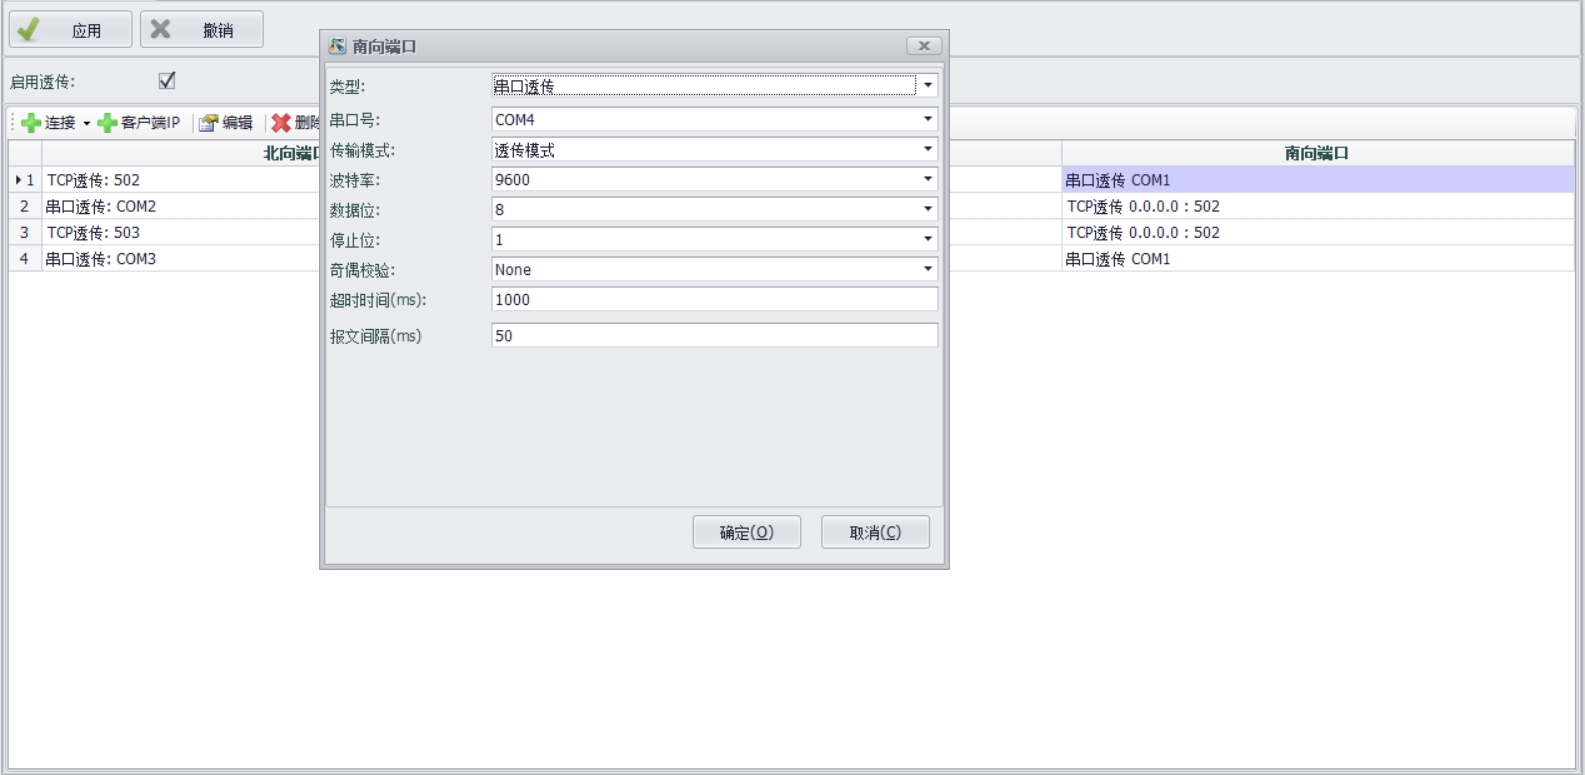 应用 撤销
启用透传:
连接 客户端IP 编辑 删除
北向端口 南向端口
1 TCP透传: 502 串口透传 COM1
2 串口透传: COM2 TCP透传 0.0.0.0 : 502
3 TCP透传: 503 TCP透传 0.0.0.0 : 502
4 串口透传: COM3 串口透传 COM1
南向端口
类型: 串口透传
串口号: COM4
传输模式: 透传模式
波特率: 9600
数据位: 8
停止位: 1
奇偶校验: None
超时时间(ms): 1000
报文间隔(ms) 50
确定(O) 取消(C)